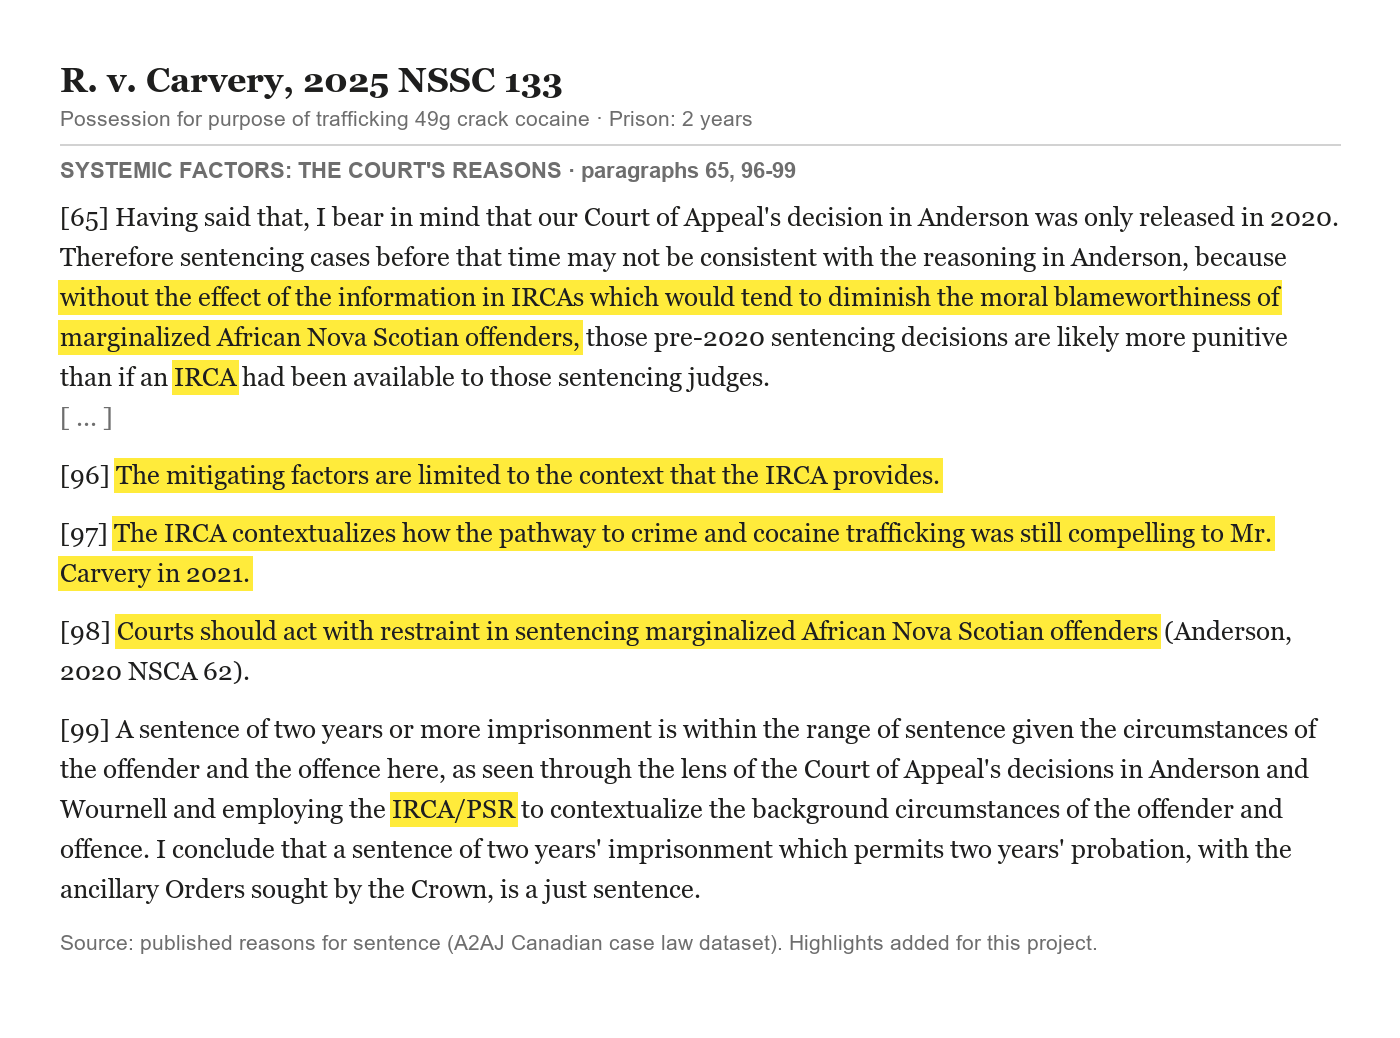 R. v. Carvery, 2025 NSSC 133
Possession for purpose of trafficking 49g crack cocaine · Prison: 2 years
SYSTEMIC FACTORS: THE COURT'S REASONS · paragraphs 65, 96-99
[65] Having said that, I bear in mind that our Court of Appeal's decision in Anderson was only released in 2020.
Therefore sentencing cases before that time may not be consistent with the reasoning in Anderson, because
without the effect of the information in IRCAs which would tend to diminish the moral blameworthiness of
marginalized African Nova Scotian offenders, those pre-2020 sentencing decisions are likely more punitive
than if an IRCA had been available to those sentencing judges.
[ ... ]
[96] The mitigating factors are limited to the context that the IRCA provides.
[97] The IRCA contextualizes how the pathway to crime and cocaine trafficking was still compelling to Mr.
Carvery in 2021.
[98] Courts should act with restraint in sentencing marginalized African Nova Scotian offenders (Anderson,
2020 NSCA 62).
[99] A sentence of two years or more imprisonment is within the range of sentence given the circumstances of
the offender and the offence here, as seen through the lens of the Court of Appeal's decisions in Anderson and
Wournell and employing the IRCA/PSR to contextualize the background circumstances of the offender and
offence. I conclude that a sentence of two years' imprisonment which permits two years' probation, with the
ancillary Orders sought by the Crown, is a just sentence.
Source: published reasons for sentence (A2AJ Canadian case law dataset). Highlights added for this project.